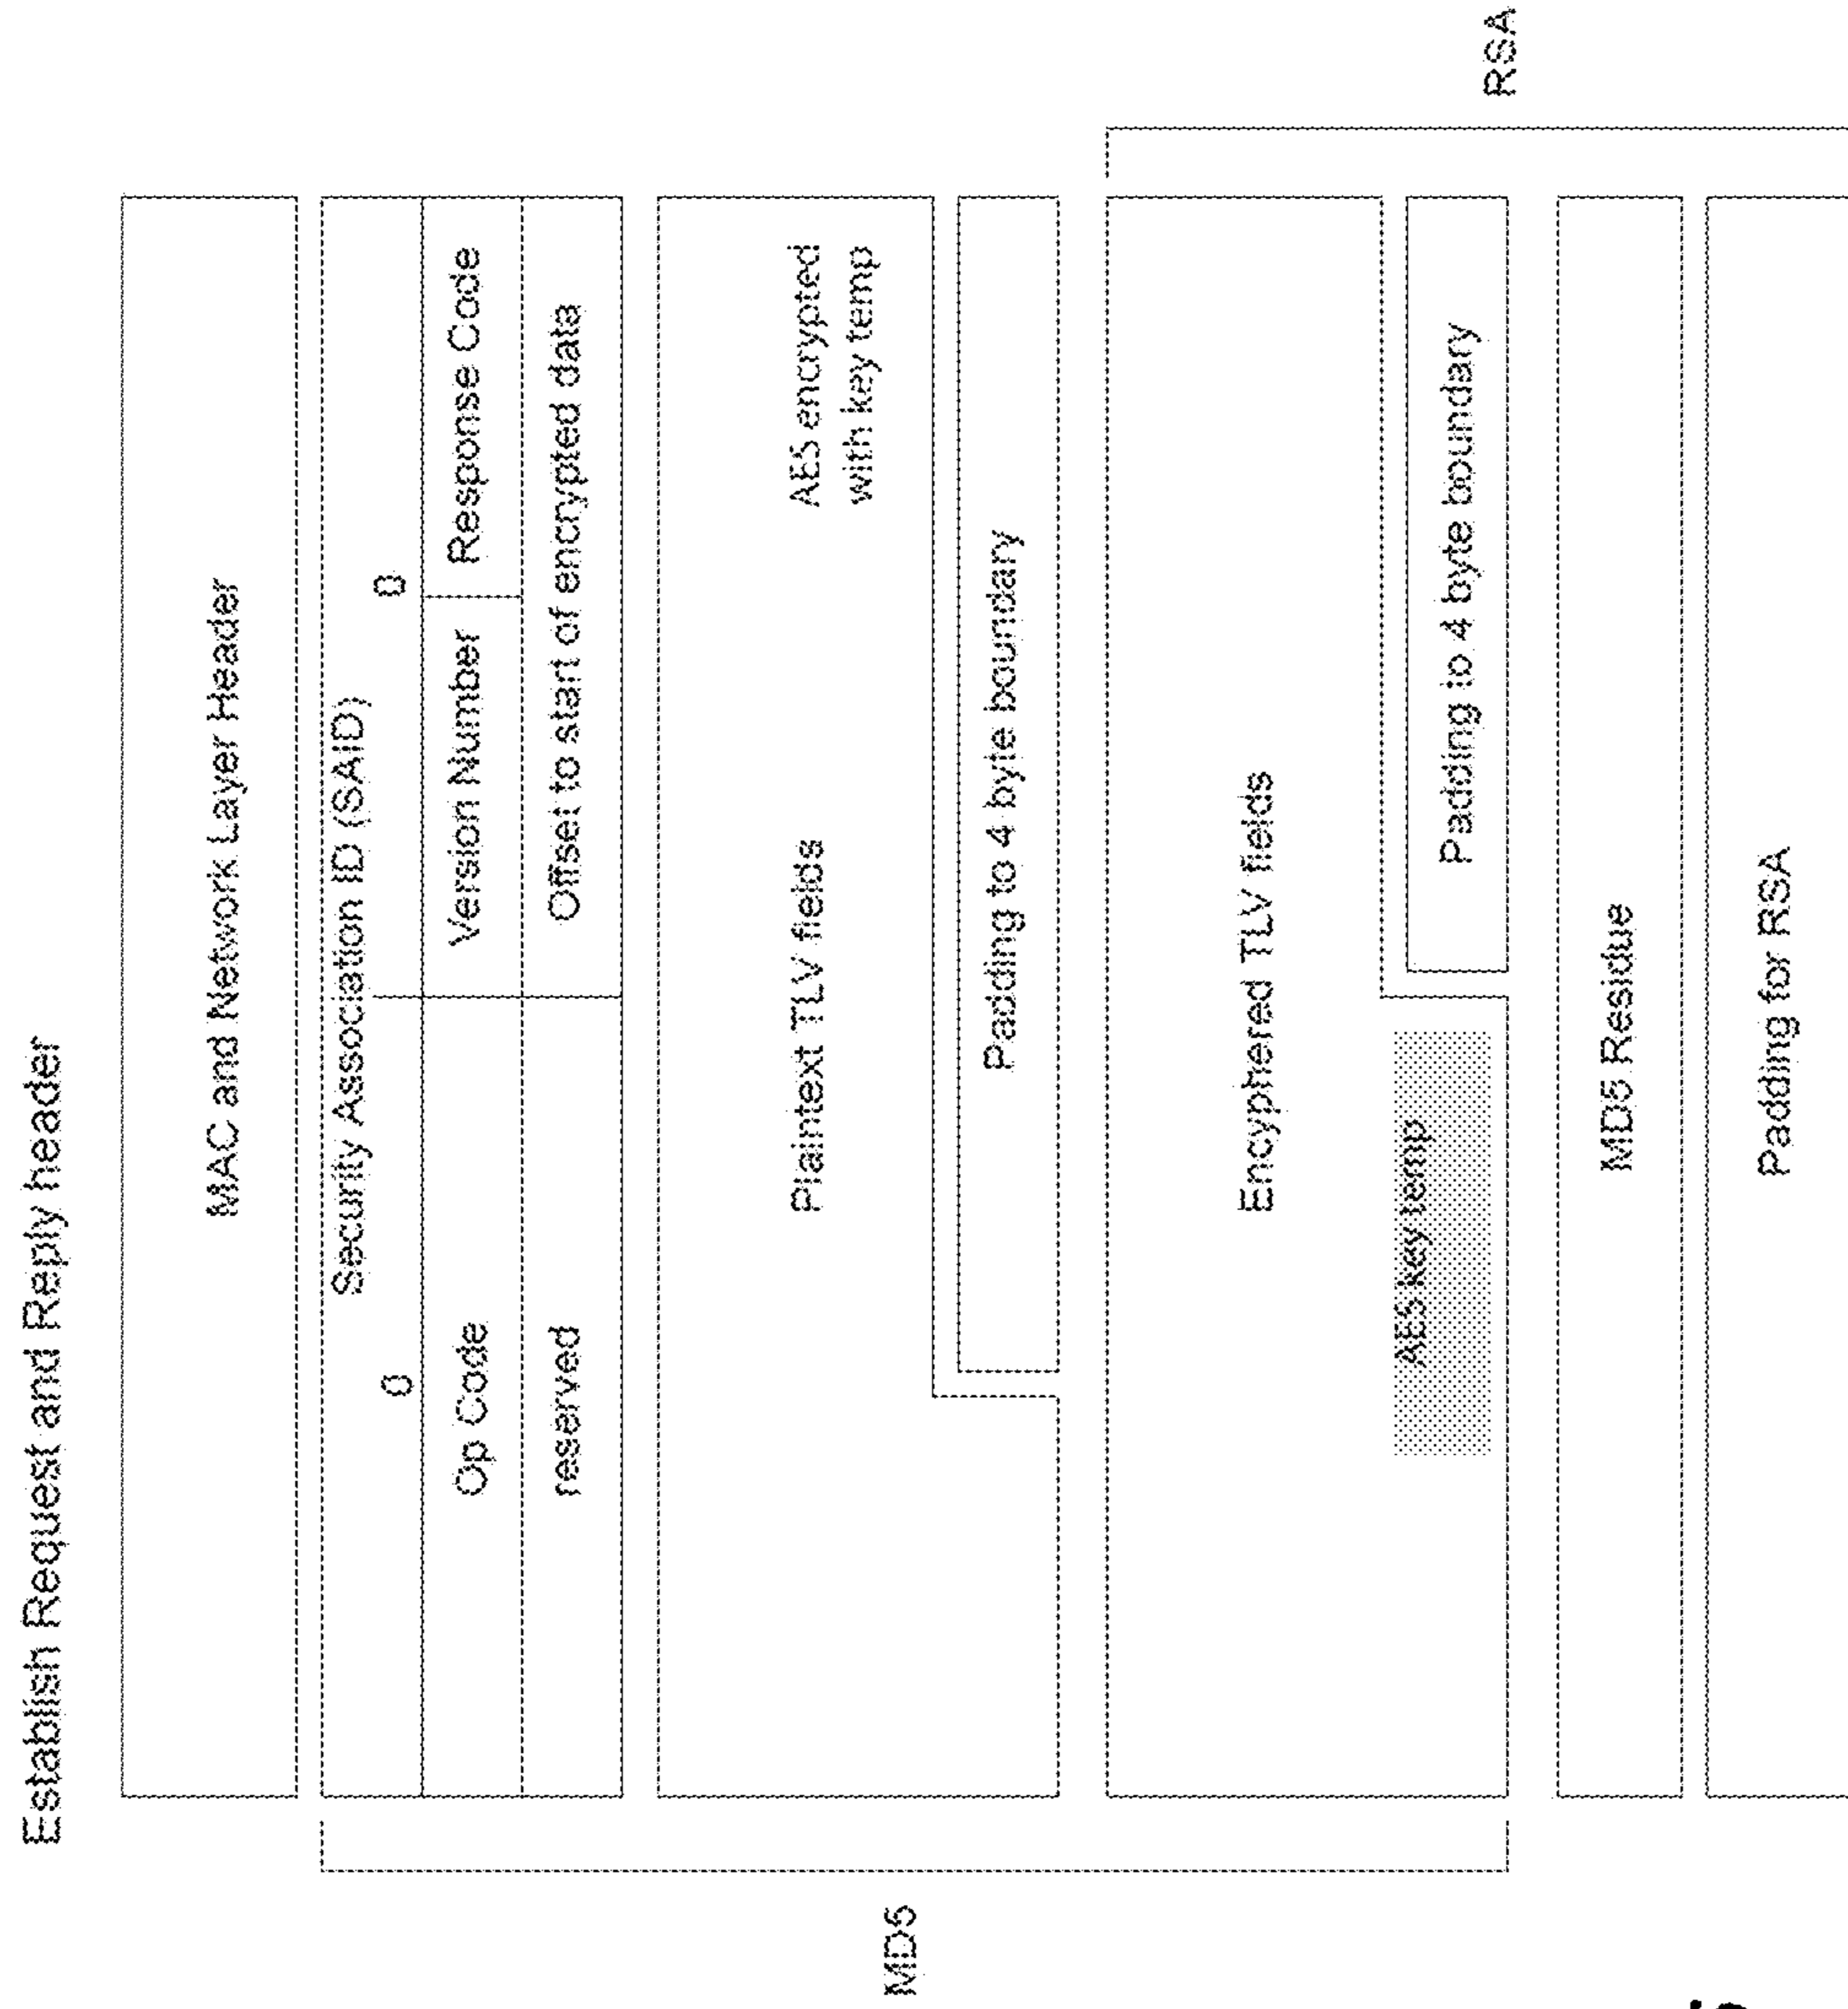 Establish Request and Reply header
MAC and Network Layer Header
Security Association ID (SAID)
0 0
Op Code Version Number Response Code
reserved Offset to start of encrypted data
Plaintext TLV fields
AES encrypted
with key temp
Padding to 4 byte boundary
MD5
Encyphered TLV fields
AES key temp
Padding to 4 byte boundary
RSA
MD5 Residue
Padding for RSA